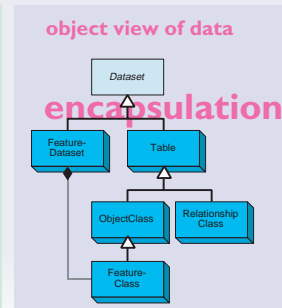 object view of data
Dataset
encapsulation
Feature-
Dataset
Table
ObjectClass
Relationship
Class
Feature-
Class